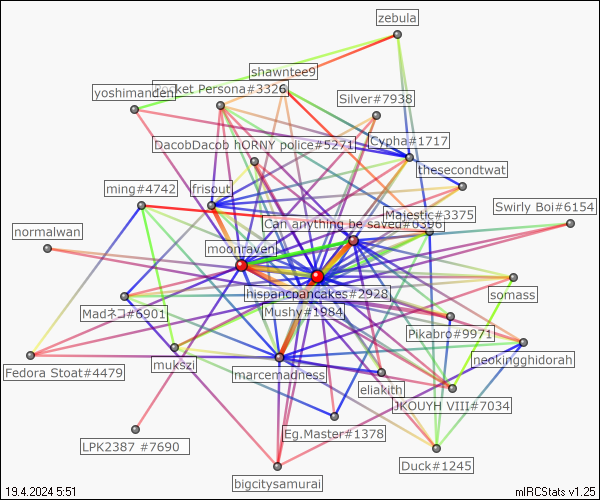 zebula
shawntee9
Rocket Persona#3326
yoshimanden
Silver#7938
DacobDacob hORNY police#5271
Cypha#1717
thesecondtwat
ming#4742
frisout
Majestic#3375
Swirly Boi#6154
Can anything be saved#0396
normalwan
moonraven
hispancpancakes#2928
somass
Madネコ#6901
Mushy#1984
Pikabro#9971
mukszi
neokingghidorah
Fedora Stoat#4479
marcemadness
eliakith
JKOUYH VIII#7034
LPK2387 #7690
Eg.Master#1378
Duck#1245
bigcitysamurai
19.4.2024 5:51
mIRCStats v1.25